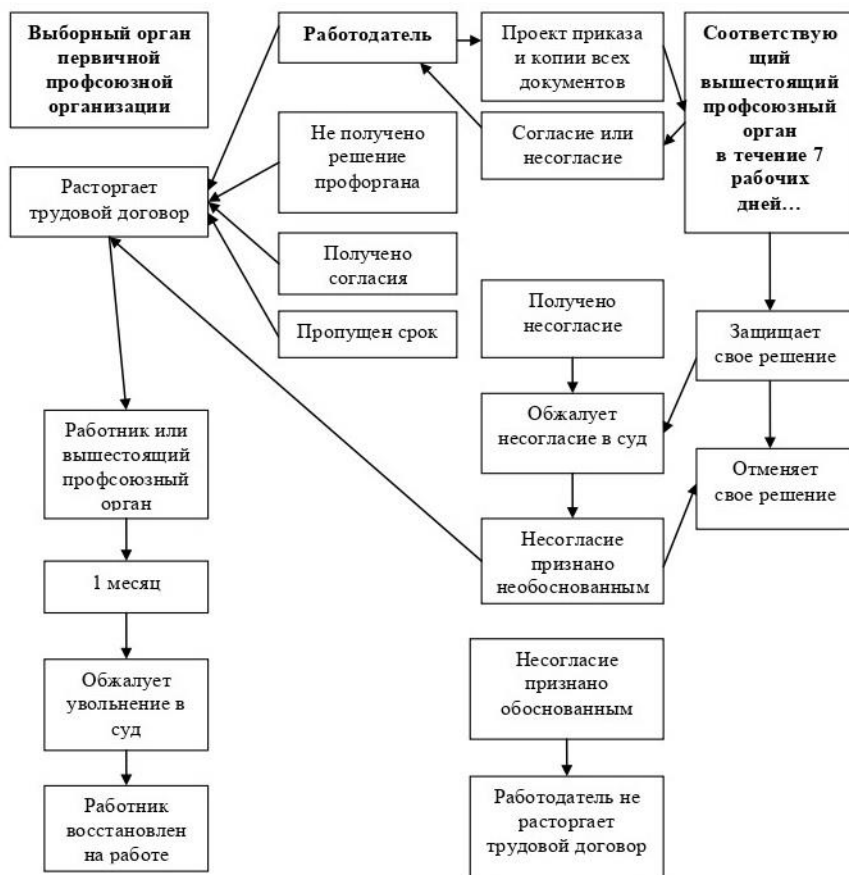 Выборный орган
первичной
профсоюзной
организации
Работодатель
Проект приказа
и копии всех
документов
Соответствую
щий
вышестоящий
профсоюзный
орган
в течение 7
рабочих
дней…
Не получено
решение
профоргана
Согласие или
несогласие
Расторгает
трудовой договор
Получено
согласия
Пропущен срок
Получено
несогласие
Защищает
свое решение
Обжалует
несогласие в суд
Отменяет
свое решение
Работник или
вышестоящий
профсоюзный
орган
Несогласие
признано
необоснованным
1 месяц
Обжалует
увольнение в
суд
Несогласие
признано
обоснованным
Работник
восстановлен
на работе
Работодатель не
расторгает
трудовой договор